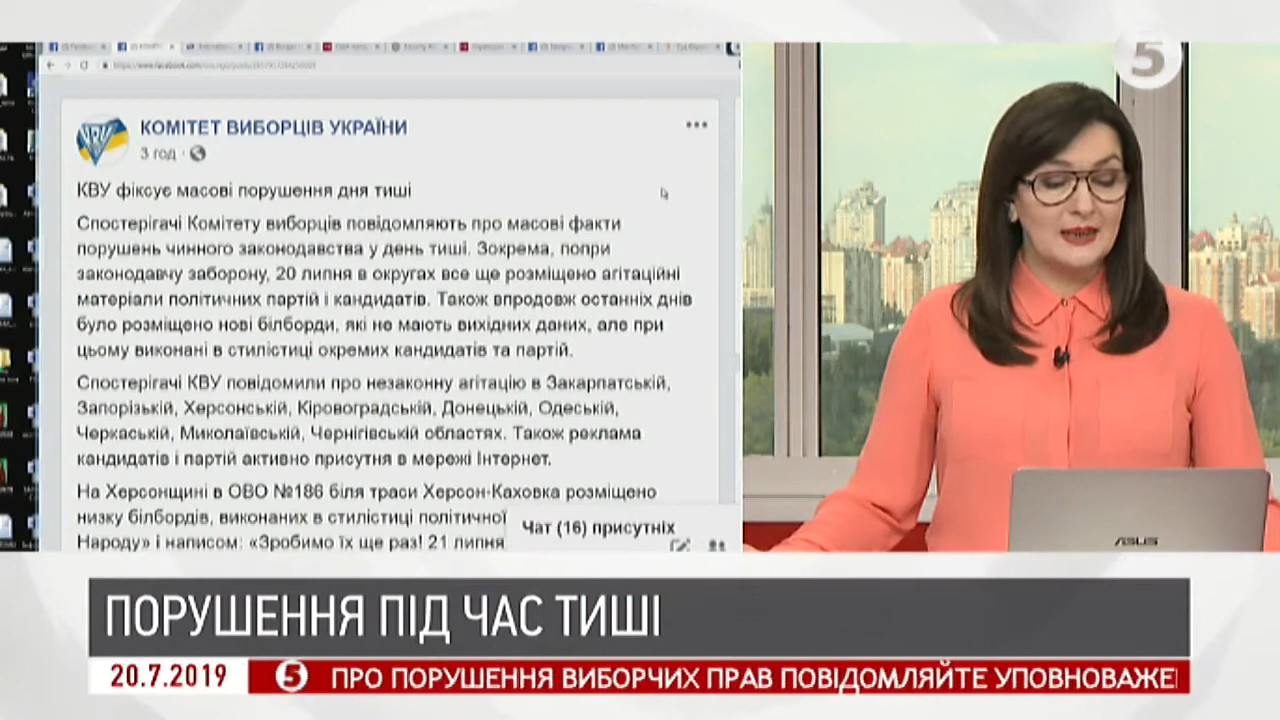 5
КОМІТЕТ ВИБОРЦІВ УКРАЇНИ
3 год ·
КВУ фіксує масові порушення дня тиші
Спостерігачі Комітету виборців повідомляють про масові факти
порушень чинного законодавства у день тиші. Зокрема, попри
законодавчу заборону, 20 липня в округах все ще розміщено агітаційні
матеріали політичних партій і кандидатів. Також впродовж останніх днів
було розміщено нові білборди, які не мають вихідних даних, але при
цьому виконані в стилістиці окремих кандидатів та партій.
Спостерігачі КВУ повідомили про незаконну агітацію в Закарпатській,
Запорізькій, Херсонській, Кіровоградській, Донецькій, Одеській,
Черкаській, Миколаївській, Чернігівській областях. Також реклама
кандидатів і партій активно присутня в мережі Інтернет.
На Херсонщині в ОВО №186 біля траси Херсон-Каховка розміщено
низку білбордів, виконаних в стилістиці політичної
Народу» і написом: «Зробимо їх ще раз! 21 липня
Чат (16) присутніх
ASUS
ПОРУШЕННЯ ПІД ЧАС ТИШІ
20.7.2019 5 ПРО ПОРУШЕННЯ ВИБОРЧИХ ПРАВ ПОВІДОМЛЯЙТЕ УПОВНОВАЖЕ